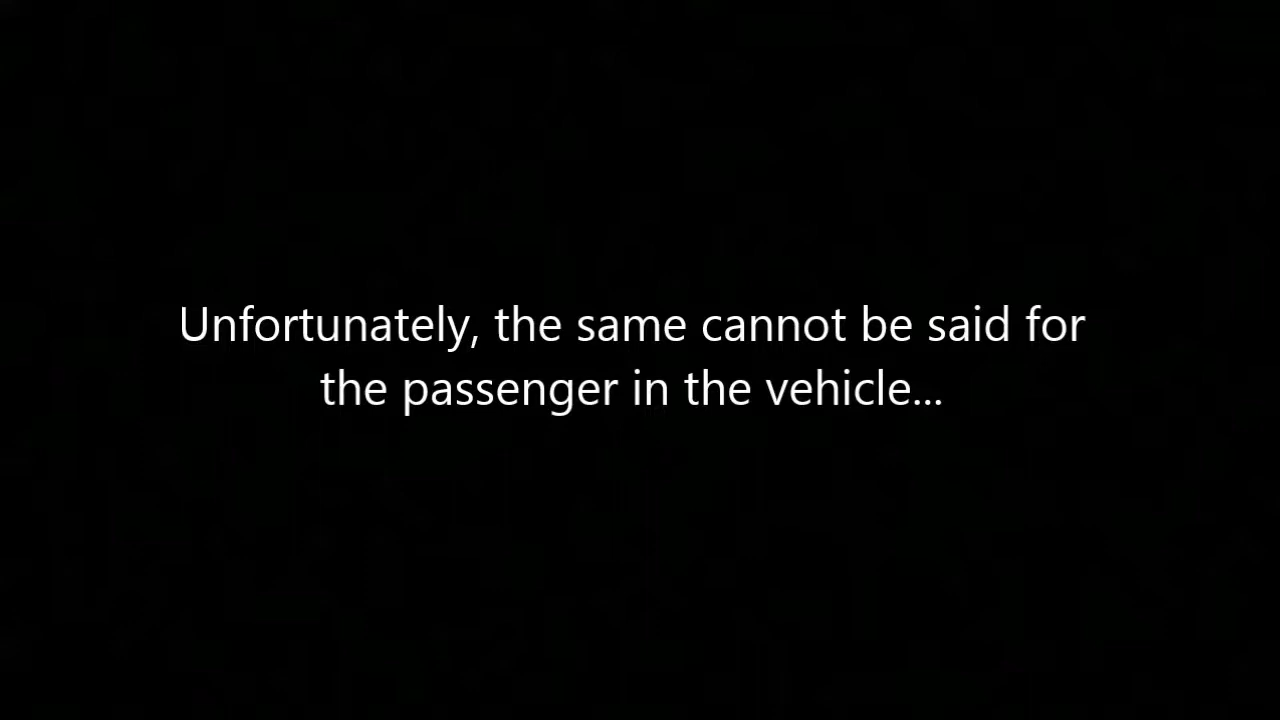 Unfortunately, the same cannot be said for
the passenger in the vehicle...